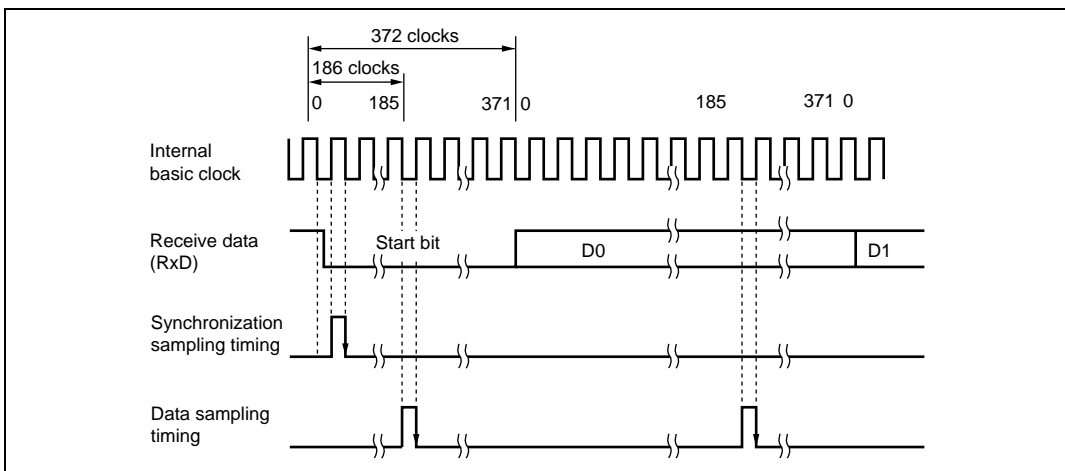 372 clocks
186 clocks
0 185 371 0 185 371 0
Internal
basic clock
Receive data
(RxD)
Start bit D0 D1
Synchronization
sampling timing
Data sampling
timing